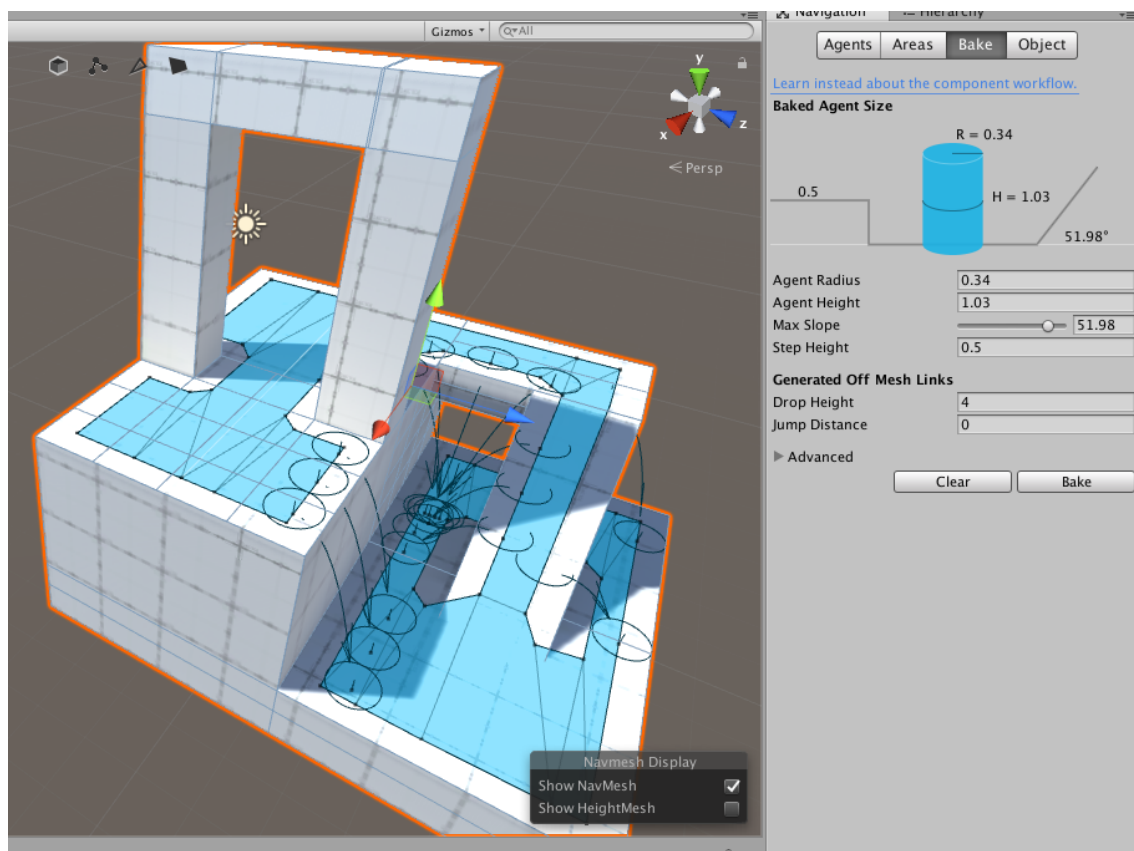 Navigation
Hierarchy
Gizmos
All
Agents Areas Bake Object
Learn instead about the component workflow.
Baked Agent Size
R = 0.34
0.5
H = 1.03
51.98°
y
x
z
Persp
Agent Radius 0.34
Agent Height 1.03
Max Slope 51.98
Step Height 0.5
Generated Off Mesh Links
Drop Height 4
Jump Distance 0
Advanced
Clear Bake
Navmesh Display
Show NavMesh
Show HeightMesh